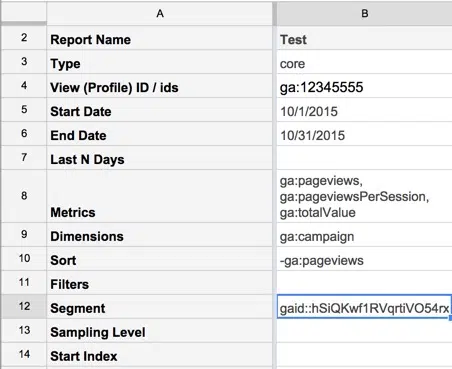 A B
2 Report Name Test
3 Type core
4 View (Profile) ID / ids ga:12345555
5 Start Date 10/1/2015
6 End Date 10/31/2015
7 Last N Days
ga:pageviews,
ga:pageviewsPerSession,
8 Metrics ga:totalValue
9 Dimensions ga:campaign
10 Sort -ga:pageviews
11 Filters
12 Segment gaid::hSiQKwf1RVqrtiVO54rx
13 Sampling Level
14 Start Index